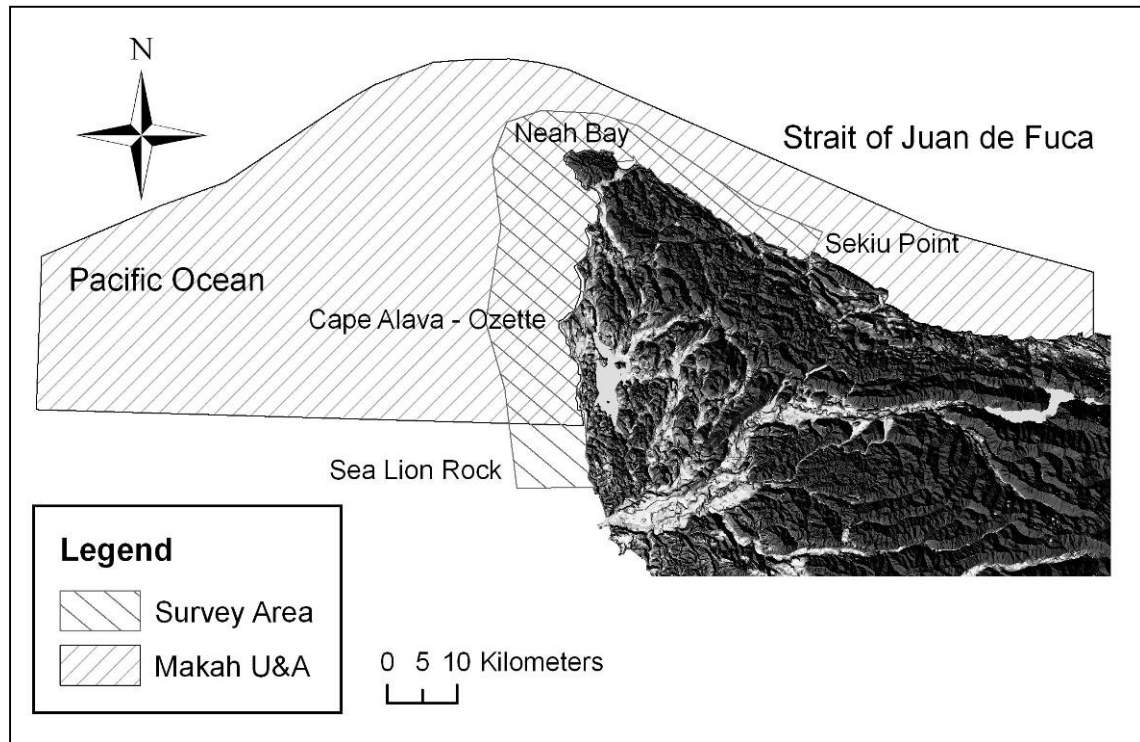 N
Neah Bay
Strait of Juan de Fuca
Sekiu Point
Pacific Ocean
Cape Alava - Ozette
Sea Lion Rock
Legend
Survey Area
Makah U&A
0 5 10 Kilometers